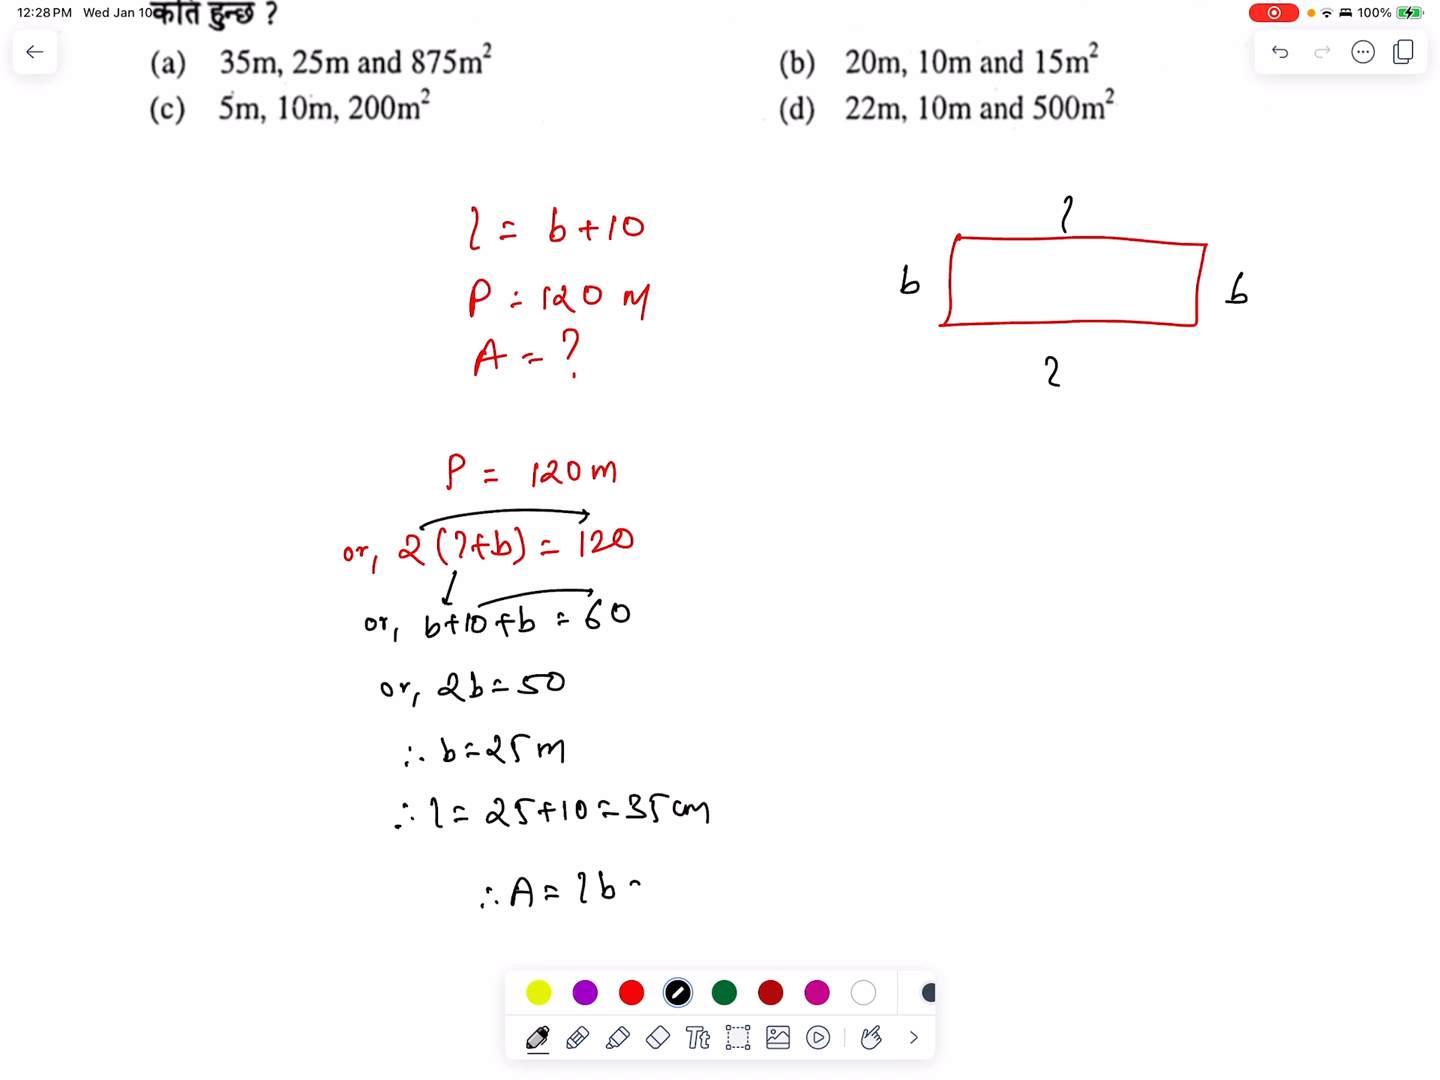 12:28 PM Wed Jan 10
100%
कति हुन्छ ?
(a) 35m, 25m and 875m²
(b) 20m, 10m and 15m²
(c) 5m, 10m, 200m²
(d) 22m, 10m and 500m²
l = b+10
P = 120 m
A = ?
l
b
b
l
P = 120m
or, 2(l+b) = 120
or, b+10+b = 60
or, 2b = 50
∴ b = 25m
∴ l = 25+10 = 35cm
∴ A = lb -
Tt